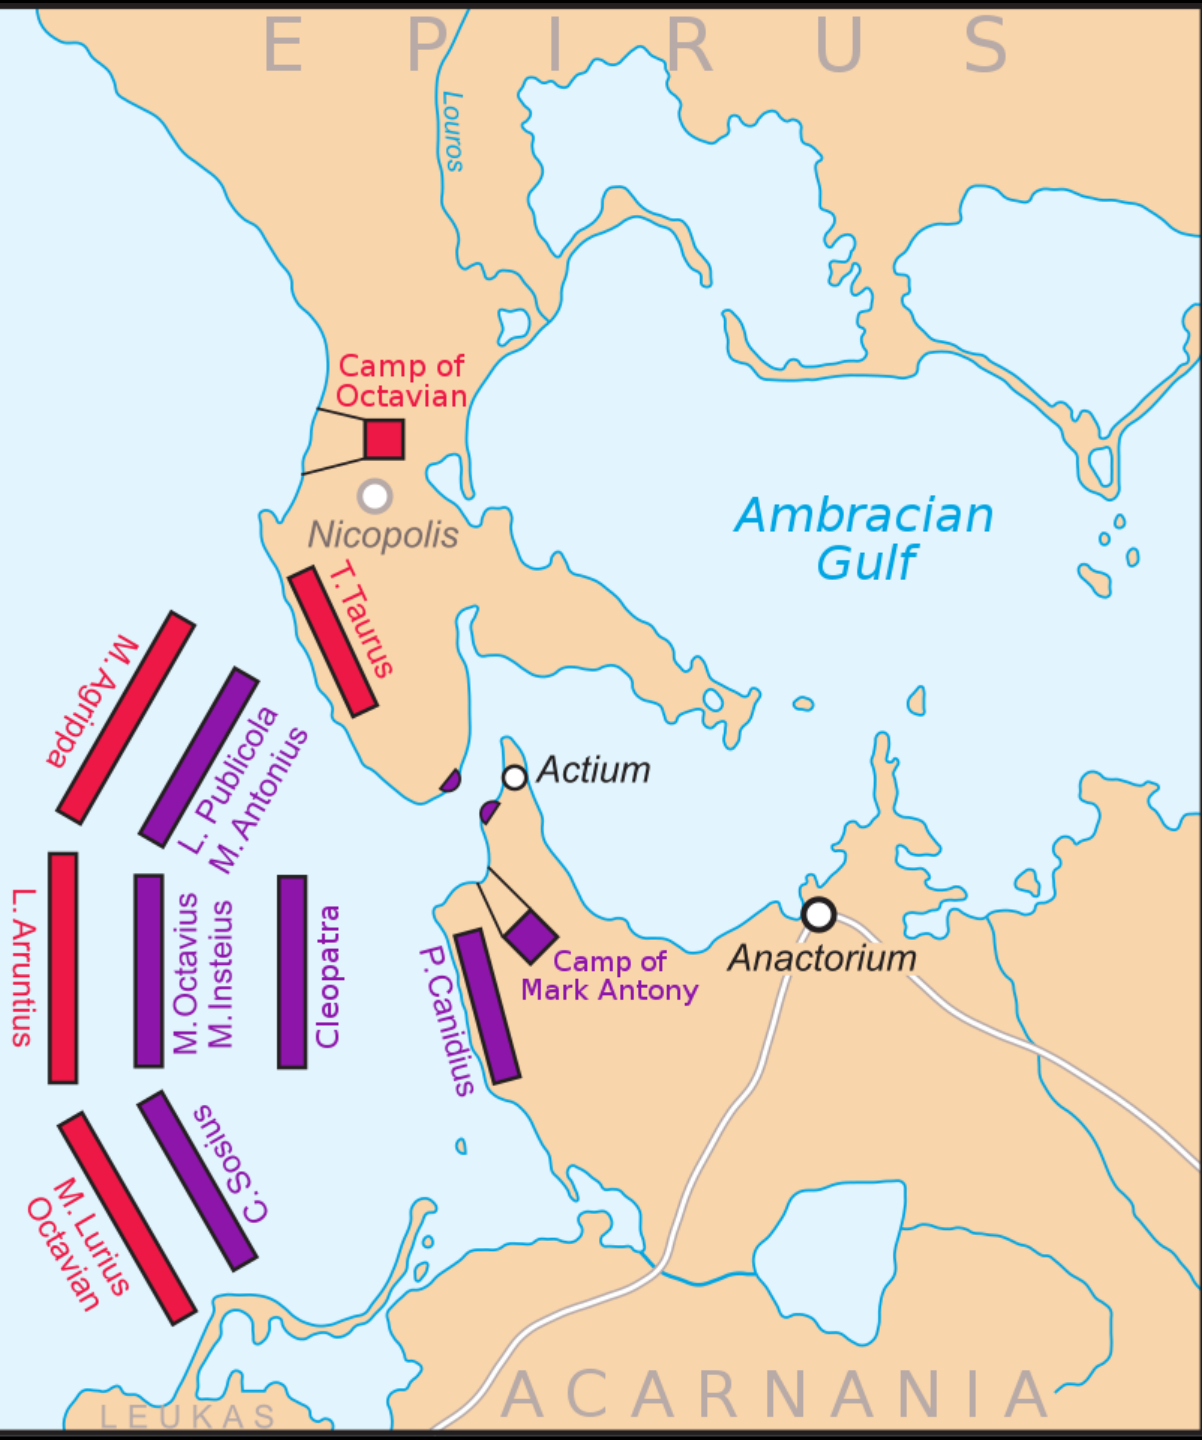 EPIRUS
Louros
Camp of
Octavian
Nicopolis
Ambracian
Gulf
T. Taurus
M. Agrippa
L. Publicola
M. Antonius
Actium
L. Arruntius
M. Octavius
M. Insteius
Cleopatra
P. Canidius
Camp of
Mark Antony
Anactorium
C. Sosius
M. Lurius
Octavian
ACARNANIA
LEUKAS